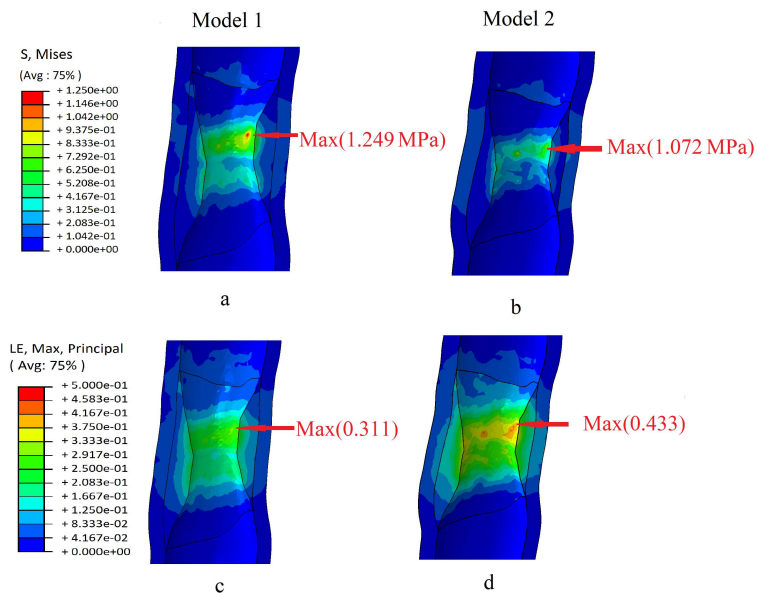 Model 1
Model 2
S, Mises
(Avg : 75%)
+ 1.250e+00
+ 1.146e+00
+ 1.042e+00
+ 9.375e-01
+ 8.333e-01
+ 7.292e-01
+ 6.250e-01
+ 5.208e-01
+ 4.167e-01
+ 3.125e-01
+ 2.083e-01
+ 1.042e-01
+ 0.000e+00
Max(1.249 MPa)
Max(1.072 MPa)
a
b
LE, Max, Principal
( Avg: 75% )
+ 5.000e-01
+ 4.583e-01
+ 4.167e-01
+ 3.750e-01
+ 3.333e-01
+ 2.917e-01
+ 2.500e-01
+ 2.083e-01
+ 1.667e-01
+ 1.250e-01
+ 8.333e-02
+ 4.167e-02
+ 0.000e+00
Max(0.311)
Max(0.433)
c
d